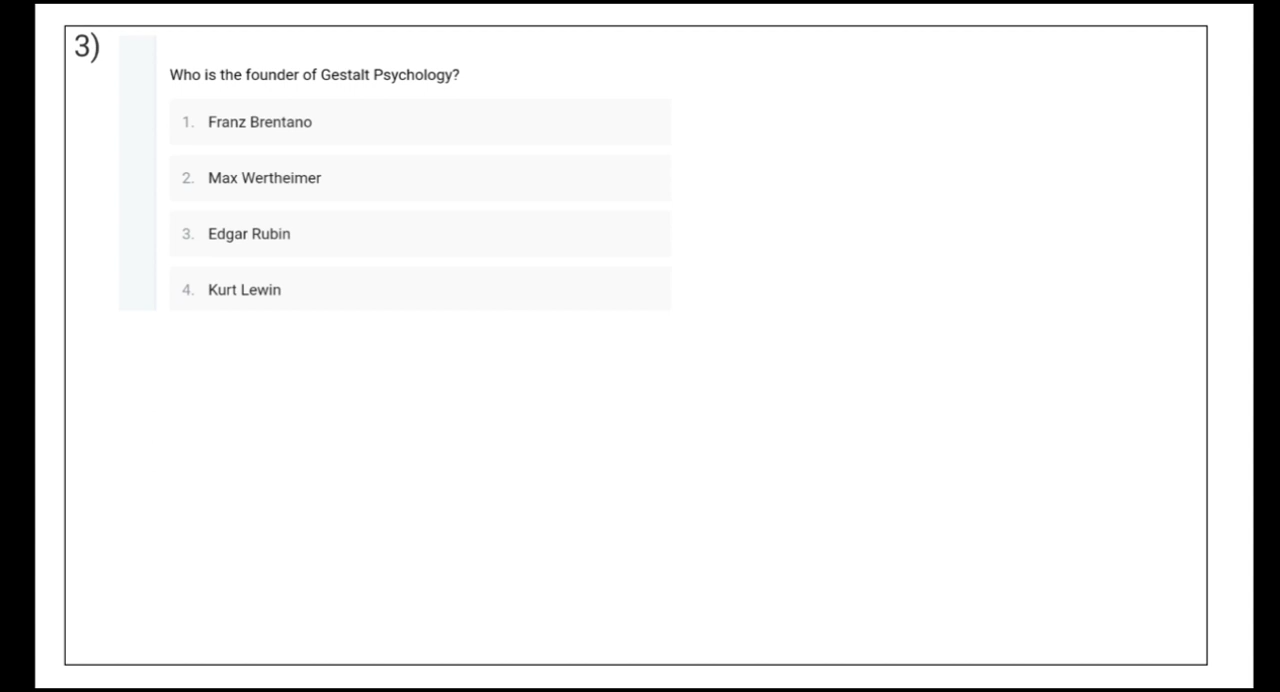 3)
Who is the founder of Gestalt Psychology?
1. Franz Brentano
2. Max Wertheimer
3. Edgar Rubin
4. Kurt Lewin